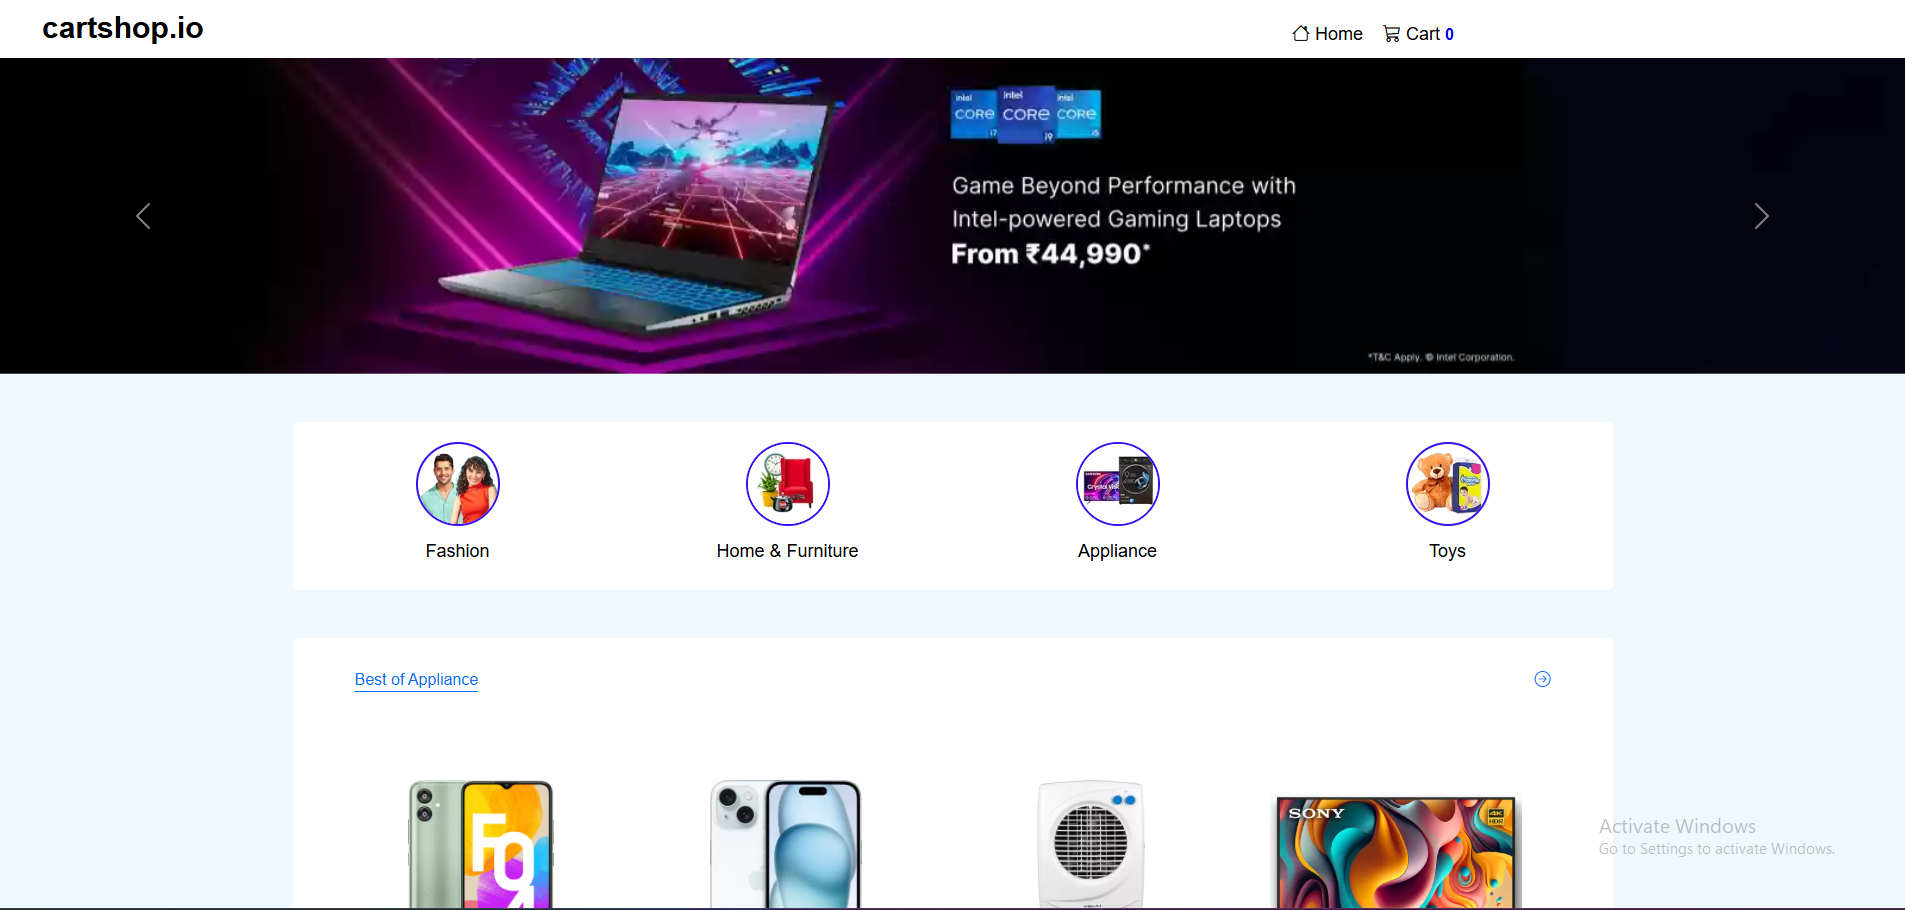 cartshop.io
Home
Cart 0
intel
CORE
i7
intel
CORE
i9
intel
CORE
i5
Game Beyond Performance with
Intel-powered Gaming Laptops
From ₹44,990*
*T&C Apply. © Intel Corporation.
Fashion
Home & Furniture
Appliance
Toys
Best of Appliance
SONY
4K
HDR
Activate Windows
Go to Settings to activate Windows.